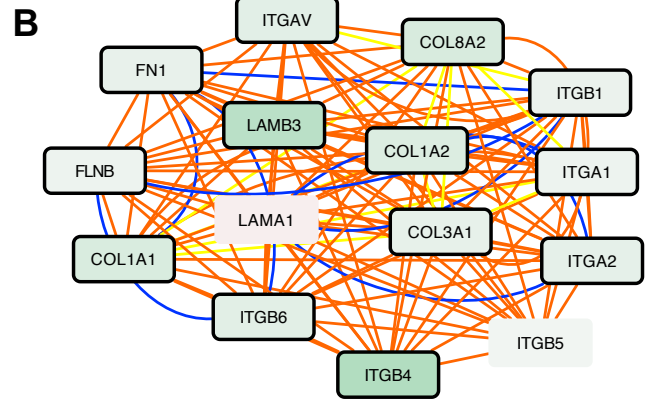 B
ITGAV
COL8A2
FN1
ITGB1
LAMB3
COL1A2
FLNB
ITGA1
LAMA1
COL3A1
COL1A1
ITGA2
ITGB6
ITGB5
ITGB4